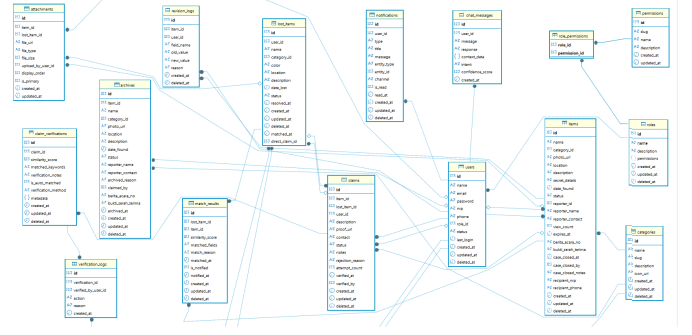 attachments
id
item_id
lost_item_id
file_url
file_type
file_size
uploaded_by_user_id
display_order
is_primary
created_at
updated_at
revision_logs
id
item_id
user_id
field_name
old_value
new_value
reason
created_at
deleted_at
lost_items
id
user_id
name
category_id
color
location
description
date_lost
status
resolved_at
created_at
updated_at
deleted_at
matched_at
direct_claim_id
notifications
id
user_id
type
title
message
entity_type
entity_id
channel
is_read
read_at
created_at
chat_messages
id
user_id
message
response
context_data
intent
confidence_score
created_at
role_permissions
role_id
permission_id
permissions
id
slug
name
description
created_at
updated_at
archives
id
item_id
name
category_id
photo_url
location
description
date_found
status
reporter_name
reporter_contact
archived_reason
claimed_by
berita_acara_no
bukti_serah_terima
archived_at
created_at
updated_at
deleted_at
claim_verifications
id
claim_id
similarity_score
matched_keywords
verification_notes
is_auto_matched
verification_method
metadata
created_at
updated_at
deleted_at
verification_logs
id
verification_id
verified_by_user_id
action
reason
created_at
match_results
id
lost_item_id
item_id
similarity_score
matched_fields
match_reason
matched_at
is_notified
notified_at
created_at
updated_at
deleted_at
claims
id
item_id
lost_item_id
user_id
description
proof_url
contact
status
notes
rejection_reason
attempt_count
verified_at
verified_by
created_at
updated_at
deleted_at
users
id
name
email
password
nrp
phone
role_id
status
last_login
created_at
updated_at
deleted_at
items
id
name
category_id
photo_url
location
description
secret_details
date_found
status
reporter_id
reporter_name
reporter_contact
view_count
expires_at
berita_acara_no
bukti_serah_terima
case_closed_at
case_closed_by
case_closed_notes
recipient_nrp
recipient_phone
created_at
updated_at
deleted_at
roles
id
name
description
permissions
created_at
updated_at
deleted_at
categories
id
name
slug
description
icon_url
created_at
updated_at
deleted_at